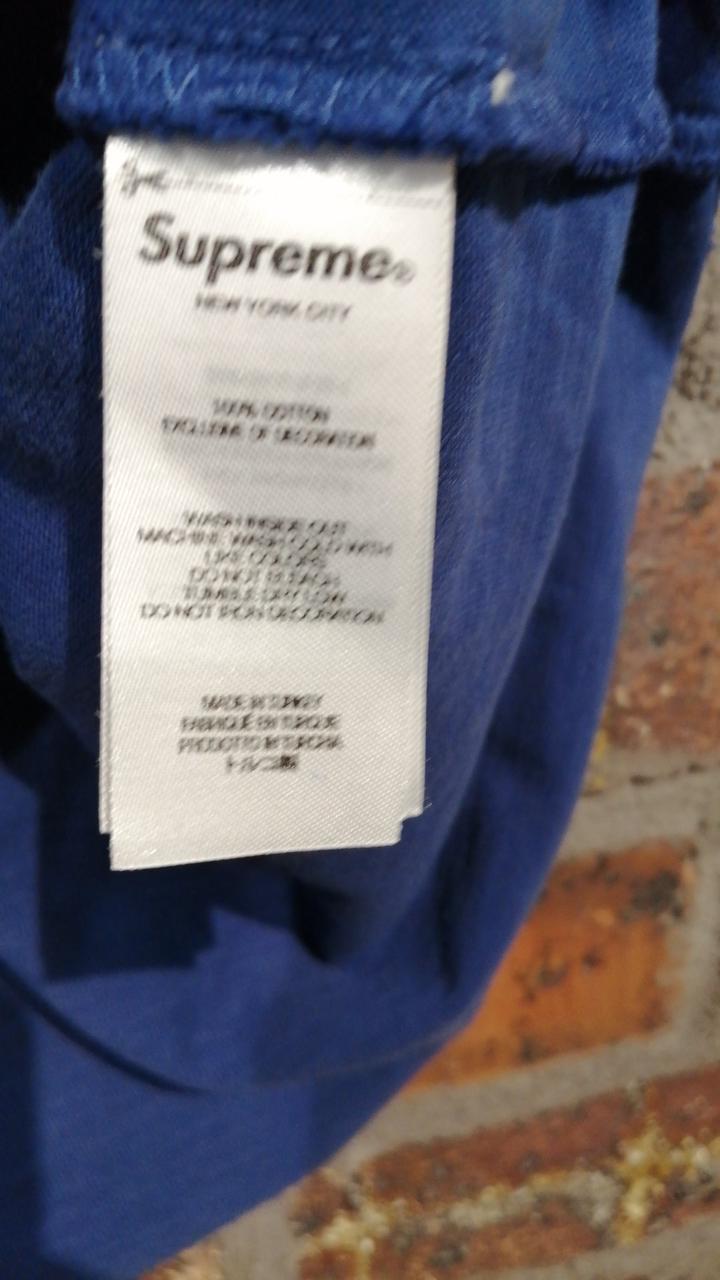 Supreme®
NEW YORK CITY
100% COTTON
EXCLUSIVE OF DECORATION
WASH INSIDE OUT
MACHINE WASH COLD WITH
LIKE COLORS
DO NOT BLEACH
TUMBLE DRY LOW
DO NOT IRON DECORATION
MADE IN TURKEY
FABRIQUÉ EN TURQUIE
PRODOTTO IN TURCHIA